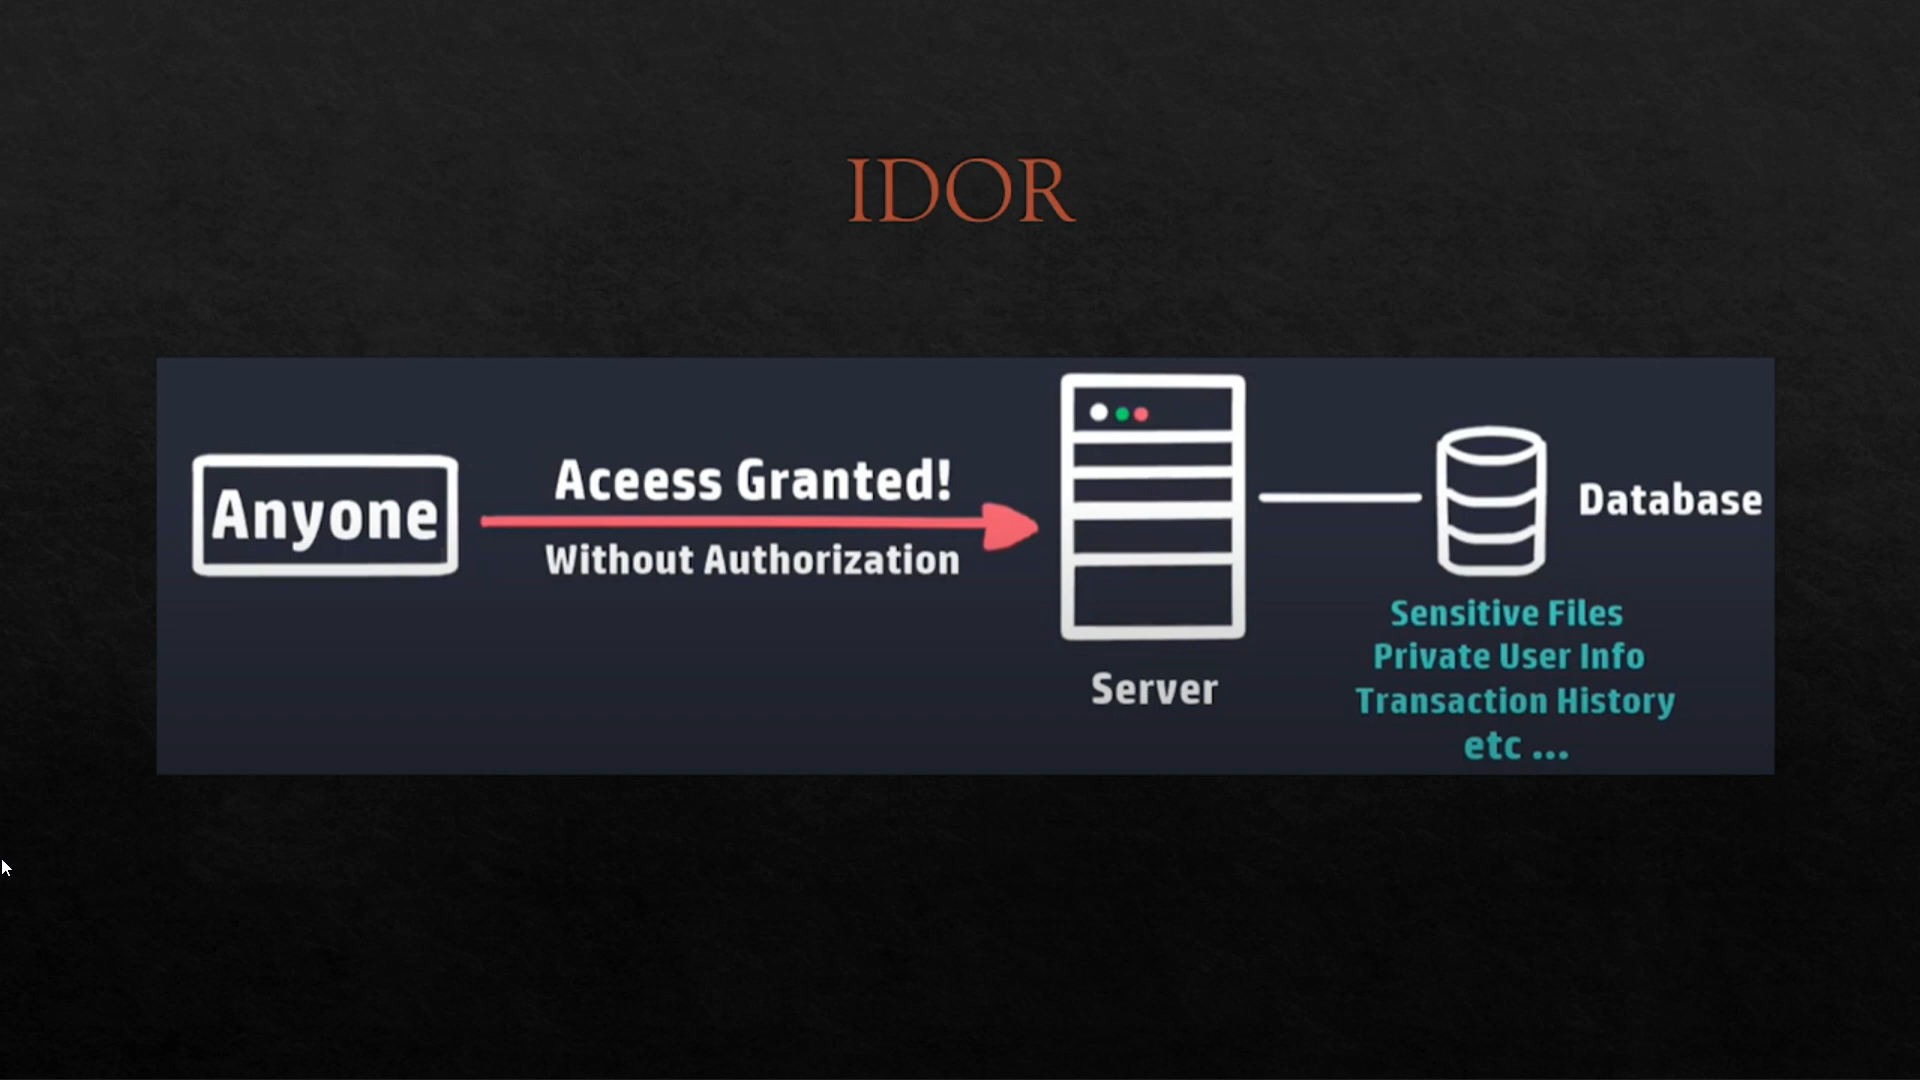 IDOR
Anyone
Aceess Granted!
Without Authorization
Server
Database
Sensitive Files
Private User Info
Transaction History
etc ...